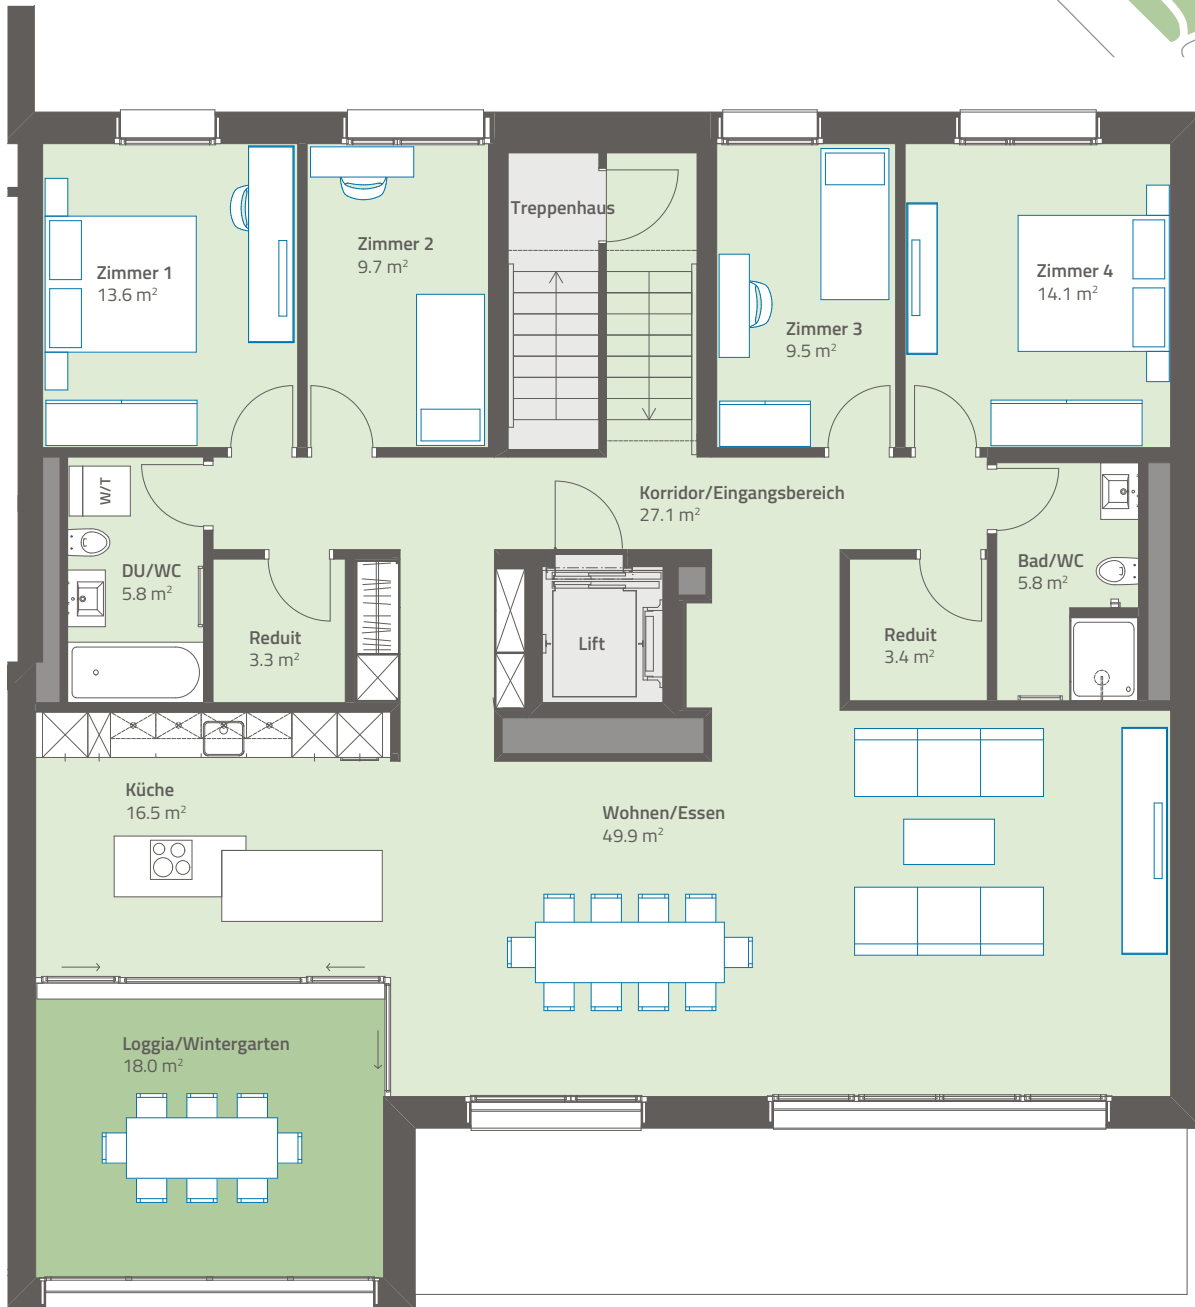 Treppenhaus
Zimmer 1
13.6 m²
Zimmer 2
9.7 m²
Zimmer 3
9.5 m²
Zimmer 4
14.1 m²
W/T
DU/WC
5.8 m²
Reduit
3.3 m²
Korridor/Eingangsbereich
27.1 m²
Lift
Reduit
3.4 m²
Bad/WC
5.8 m²
Küche
16.5 m²
Wohnen/Essen
49.9 m²
Loggia/Wintergarten
18.0 m²